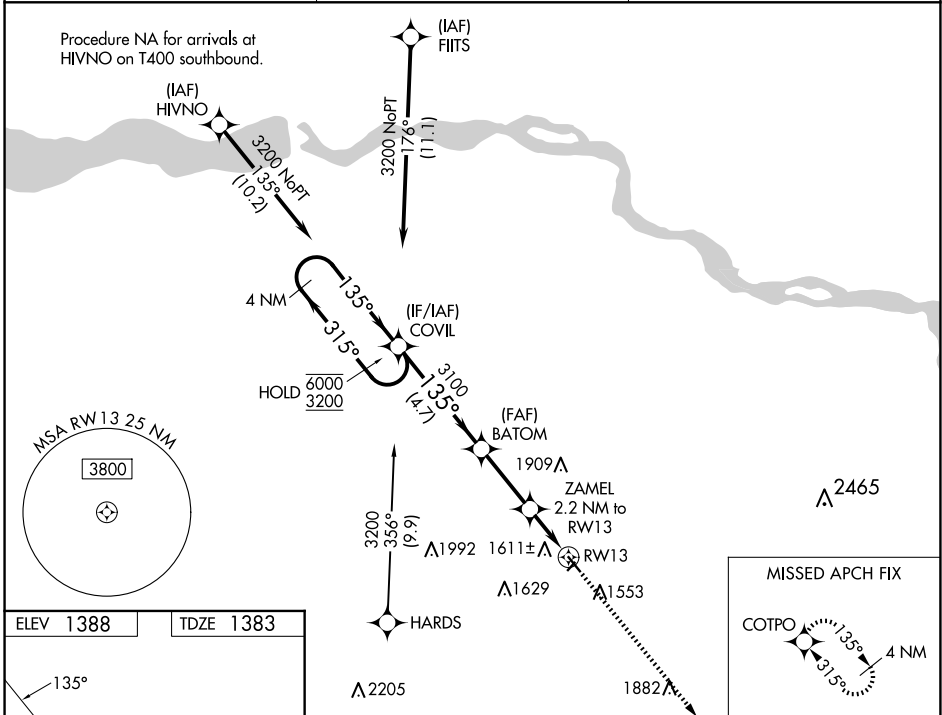 Procedure NA for arrivals at
HIVNO on T400 southbound.
(IAF)
HIVNO
(IAF)
FIITS
3200 NoPT
135°
(10.2)
3200 NoPT
176°
(11.1)
4 NM
135°
315°
(IF/IAF)
COVIL
HOLD
6000
3200
3100
135°
(4.7)
(FAF)
BATOM
1909
ZAMEL
2.2 NM to
RW13
2465
MSA RW13 25 NM
3800
3200
356°
(9.9)
1992
1611±
RW13
1629
1553
HARDS
MISSED APCH FIX
COTPO
135°
315°
4 NM
ELEV 1388
TDZE 1383
135°
2205
1882